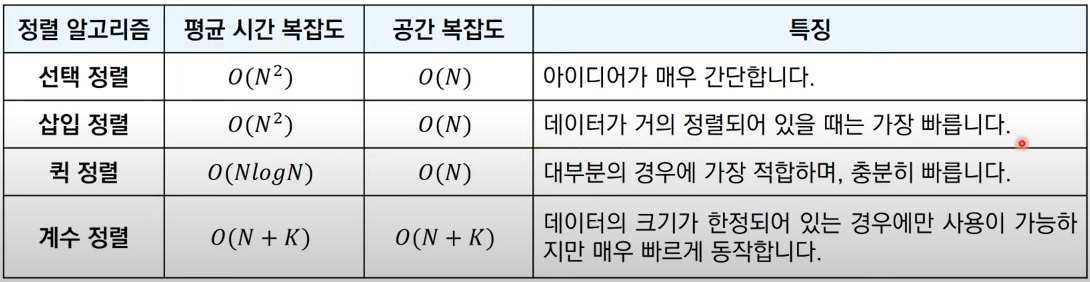 정렬 알고리즘 평균 시간 복잡도 공간 복잡도 특징
선택 정렬 O(N²) O(N) 아이디어가 매우 간단합니다.
삽입 정렬 O(N²) O(N) 데이터가 거의 정렬되어 있을 때는 가장 빠릅니다.
퀵 정렬 O(NlogN) O(N) 대부분의 경우에 가장 적합하며, 충분히 빠릅니다.
계수 정렬 O(N + K) O(N + K) 데이터의 크기가 한정되어 있는 경우에만 사용이 가능하
지만 매우 빠르게 동작합니다.